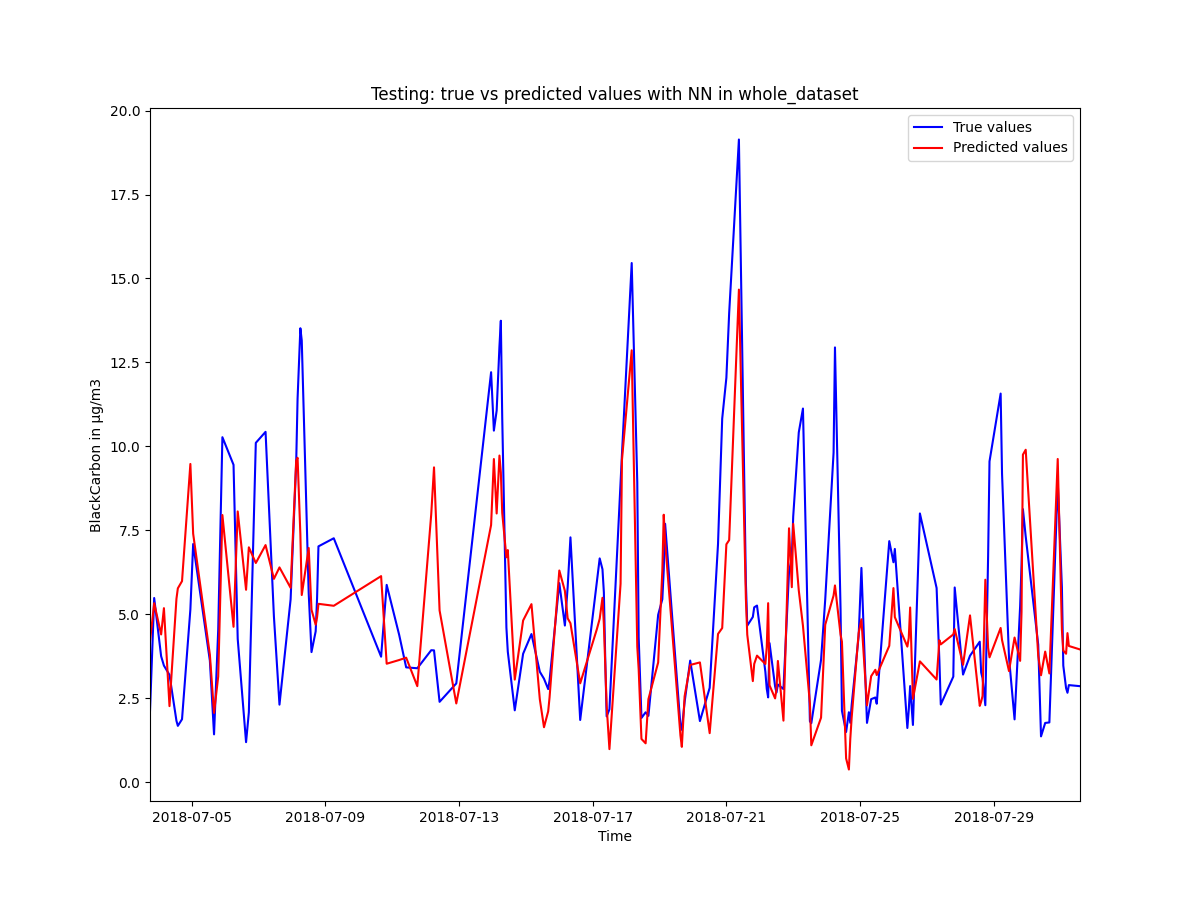 Testing: true vs predicted values with NN in whole_dataset
True values
Predicted values
BlackCarbon in μg/m3
20.0
17.5
15.0
12.5
10.0
7.5
5.0
2.5
0.0
2018-07-05 2018-07-09 2018-07-13 2018-07-17 2018-07-21 2018-07-25 2018-07-29
Time